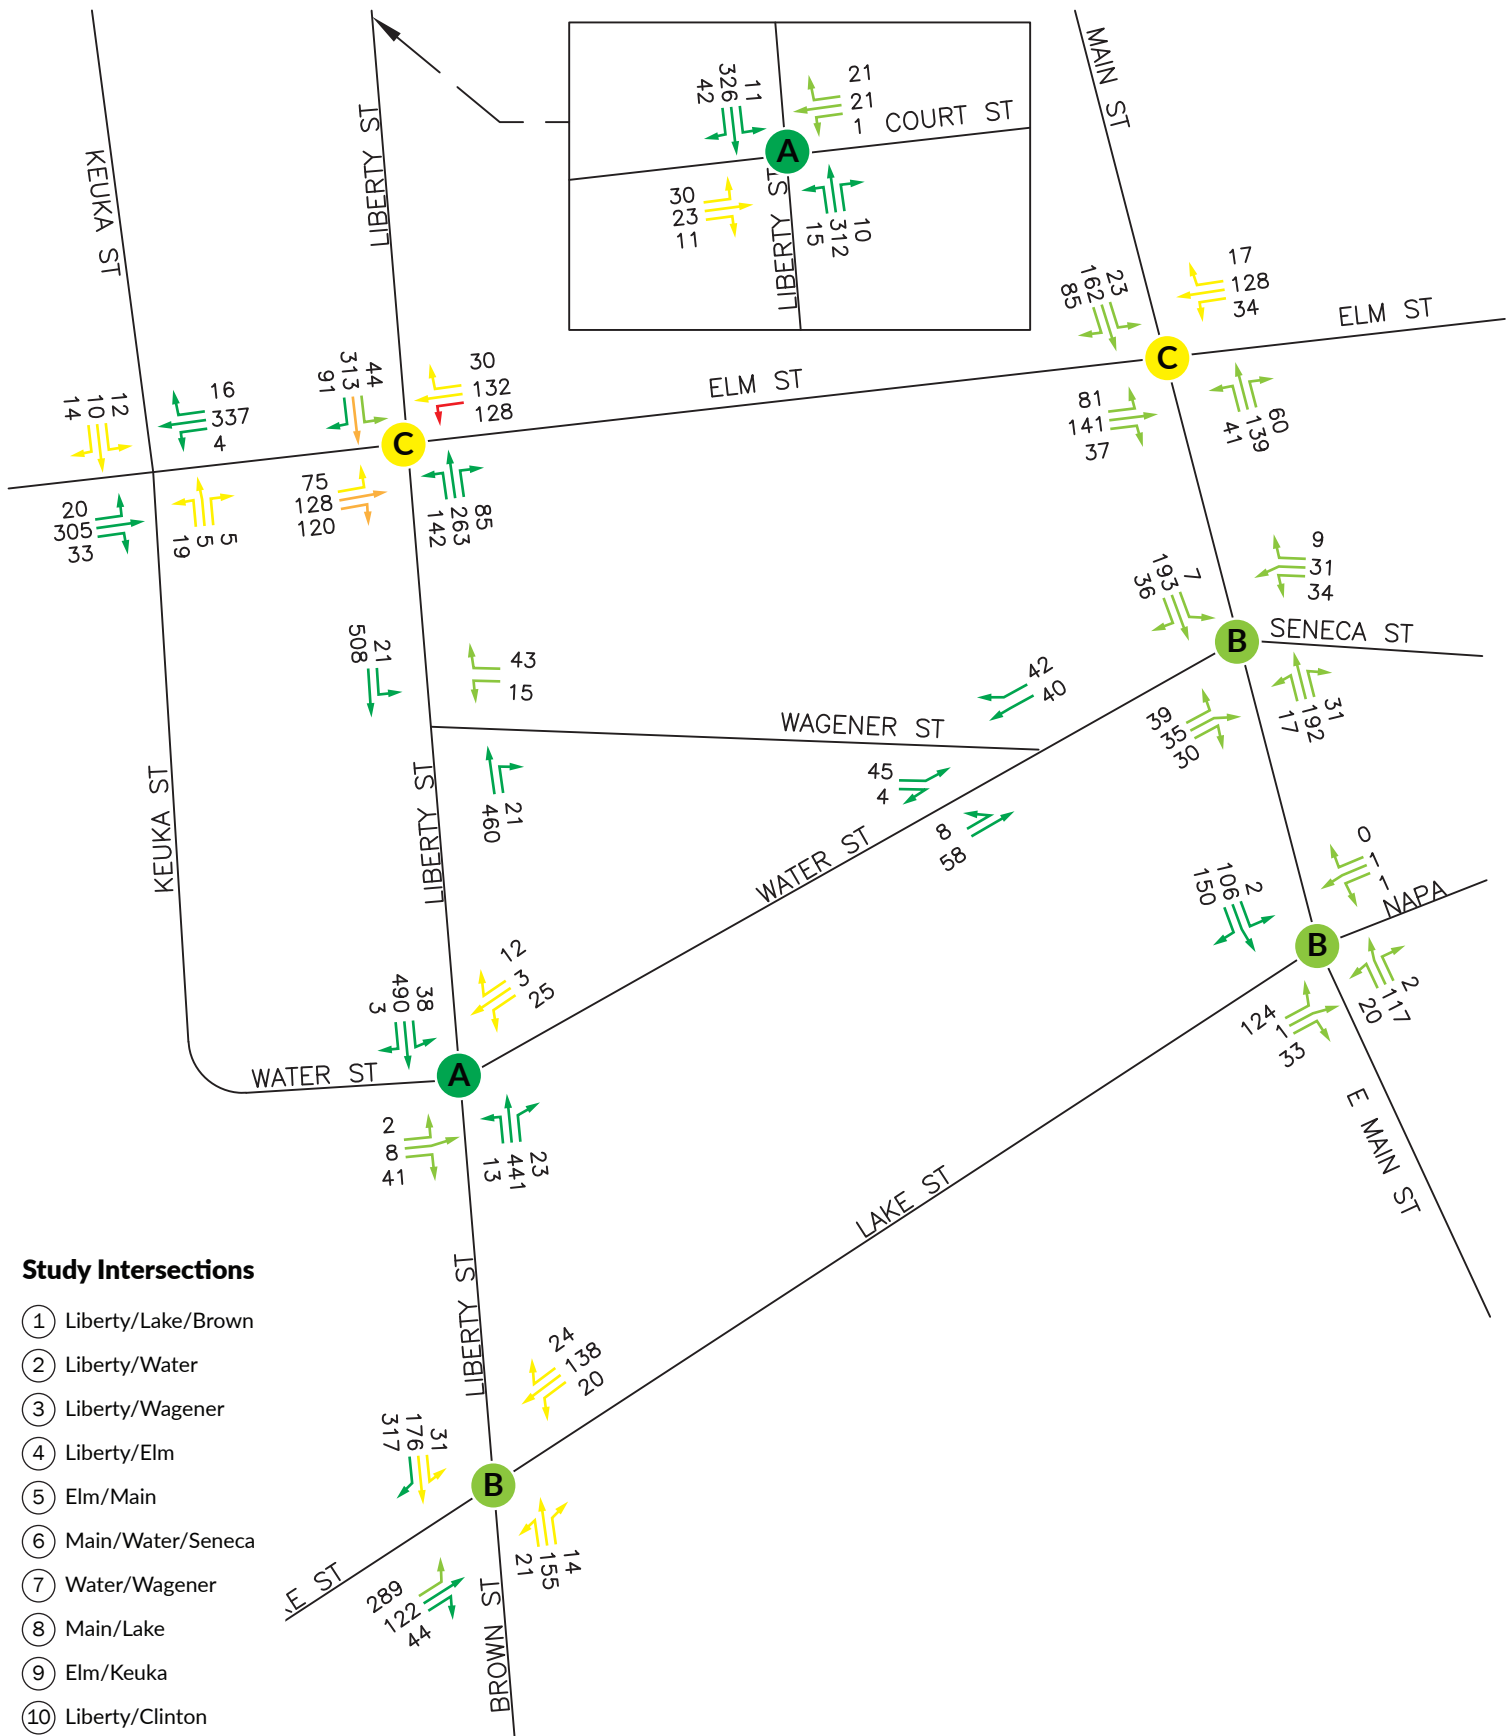 MAIN ST
LIBERTY ST
KEUKA ST
326
11
42
21
21
1
COURT ST
A
30
23
11
LIBERTY ST
15
312
10
85
162
23
17
128
34
ELM ST
C
81
141
37
41
139
60
ELM ST
91
313
44
30
132
128
C
75
128
120
142
263
85
14
10
12
16
337
4
20
305
33
19
5
5
508
21
43
15
WAGENER ST
460
21
LIBERTY ST
KEUKA ST
36
193
7
9
31
34
SENECA ST
B
39
35
30
17
192
31
42
40
45
4
8
58
WATER ST
150
106
2
0
1
1
NAPA
B
124
1
33
20
117
2
E MAIN ST
3
490
38
12
3
25
WATER ST
A
2
8
41
13
441
23
LAKE ST
LIBERTY ST
24
138
20
317
176
31
B
21
155
14
289
122
44
E ST
BROWN ST
Study Intersections
1 Liberty/Lake/Brown
2 Liberty/Water
3 Liberty/Wagener
4 Liberty/Elm
5 Elm/Main
6 Main/Water/Seneca
7 Water/Wagener
8 Main/Lake
9 Elm/Keuka
10 Liberty/Clinton